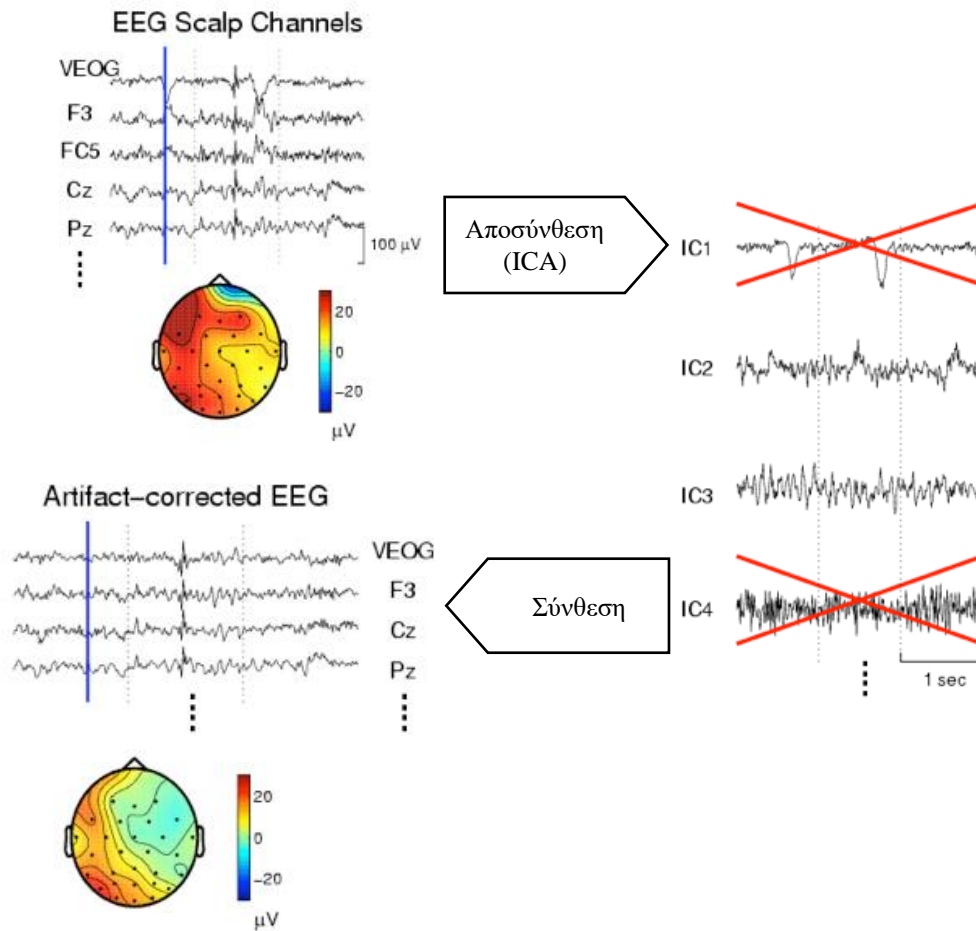 EEG Scalp Channels
VEOG
F3
FC5
Cz
Pz
100 μV
20
0
−20
μV
Αποσύνθεση
(ICA)
IC1
IC2
IC3
IC4
1 sec
Σύνθεση
Artifact−corrected EEG
VEOG
F3
Cz
Pz
20
0
−20
μV